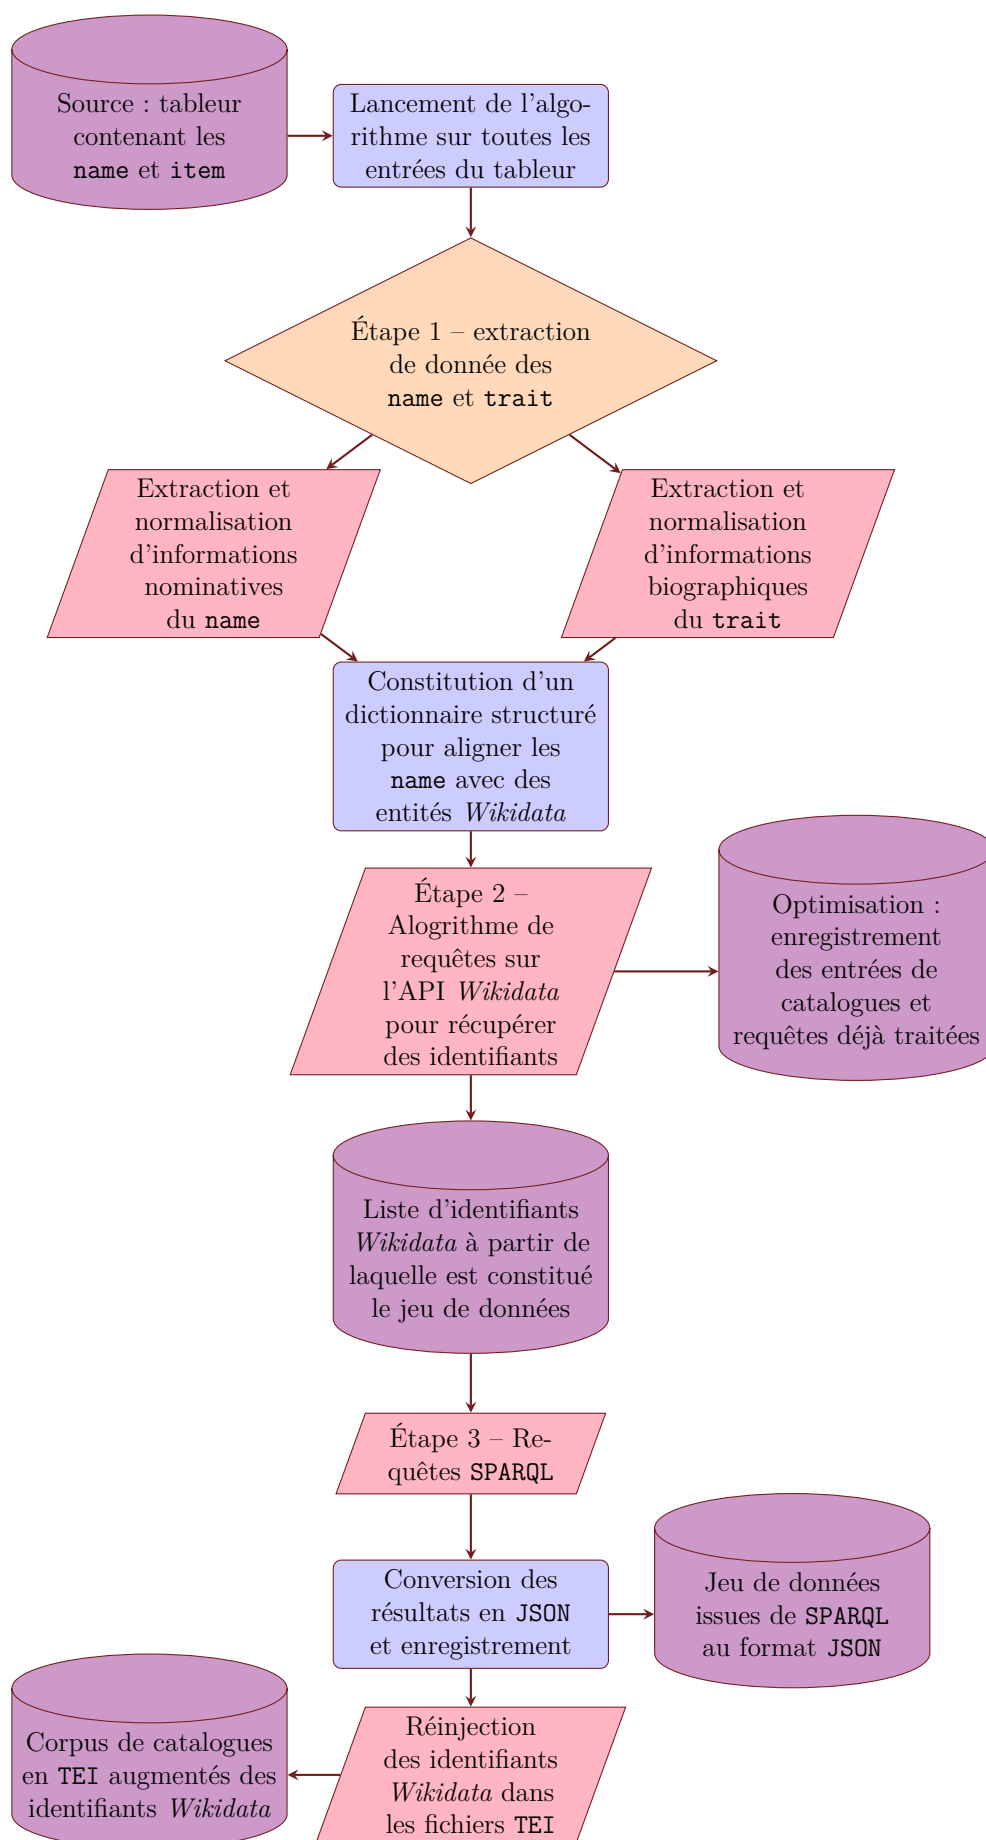 Source : tableur
contenant les
name et item
Lancement de l'algo-
rithme sur toutes les
entrées du tableur
Étape 1 – extraction
de donnée des
name et trait
Extraction et
normalisation
d'informations
nominatives
du name
Extraction et
normalisation
d'informations
biographiques
du trait
Constitution d'un
dictionnaire structuré
pour aligner les
name avec des
entités Wikidata
Étape 2 –
Alogrithme de
requêtes sur
l'API Wikidata
pour récupérer
des identifiants
Optimisation :
enregistrement
des entrées de
catalogues et
requêtes déjà traitées
Liste d'identifiants
Wikidata à partir de
laquelle est constitué
le jeu de données
Étape 3 – Re-
quêtes SPARQL
Conversion des
résultats en JSON
et enregistrement
Jeu de données
issues de SPARQL
au format JSON
Corpus de catalogues
en TEI augmentés des
identifiants Wikidata
Réinjection
des identifiants
Wikidata dans
les fichiers TEI